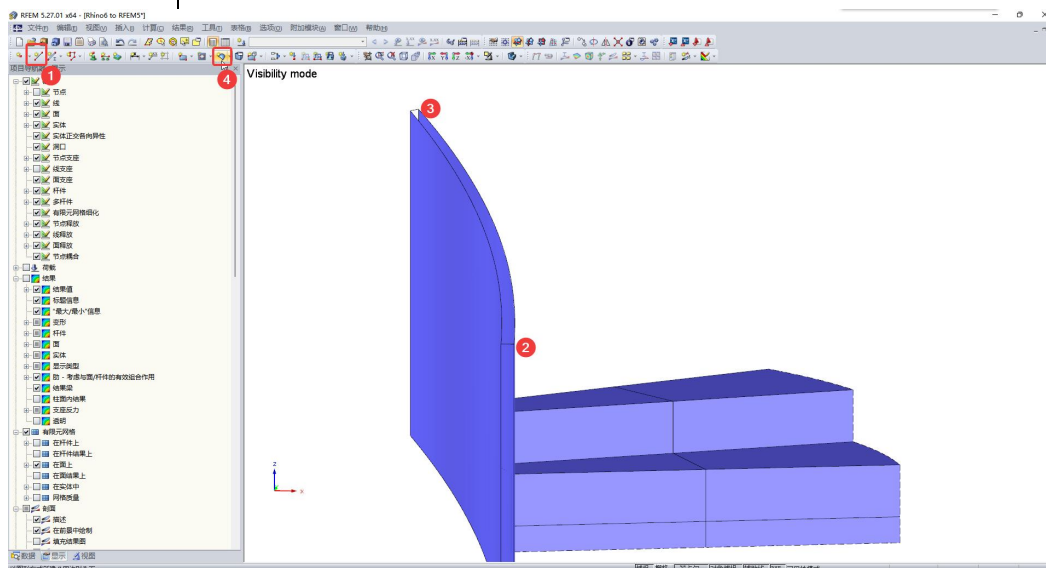 RFEM 5.27.01 x64 - [Rhino6 to RFEM5*]
文件(F) 编辑(E) 视图(V) 插入(I) 计算(C) 结果(R) 工具(T) 表格(B) 选项(O) 附加模块(A) 窗口(W) 帮助(H)
1
4
Visibility mode
节点
线
面
实体
实体正交各向异性
洞口
节点支座
线支座
面支座
杆件
多杆件
有限元网格细化
节点释放
线释放
面释放
节点耦合
荷载
结果
结果值
标题信息
"最大/最小"信息
变形
杆件
面
实体
显示类型
肋 - 考虑与面/杆件的有效组合作用
结果梁
柱面内结果
支座反力
透明
有限元网格
在杆件上
在杆件结果上
在面上
在面结果上
在实体中
网格质量
剖面
描述
在前景中绘制
填充结果图
数据 显示 视图
3
2
Z
X